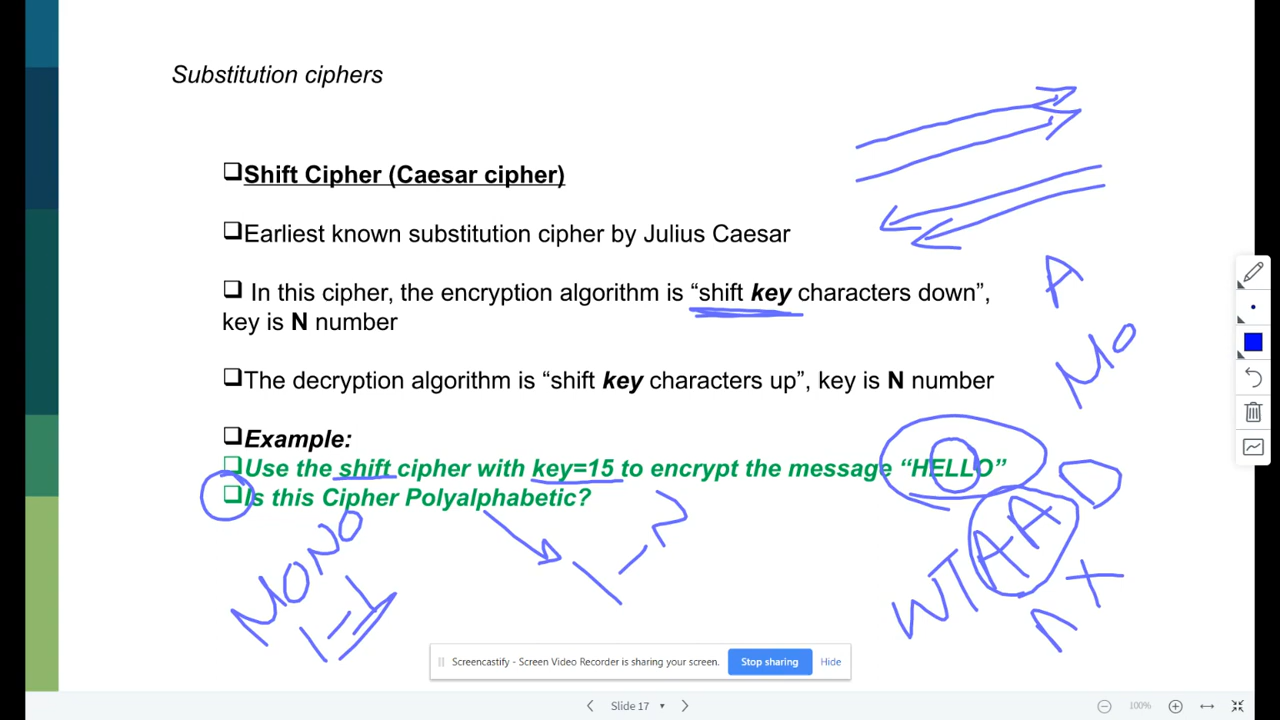 Substitution ciphers
Shift Cipher (Caesar cipher)
Earliest known substitution cipher by Julius Caesar
In this cipher, the encryption algorithm is “shift key characters down”,
key is N number
The decryption algorithm is “shift key characters up”, key is N number
Example:
Use the shift cipher with key=15 to encrypt the message “HELLO”
Is this Cipher Polyalphabetic?
A
MO
MONO
1-1
WTAAD
Screencastify - Screen Video Recorder is sharing your screen.
Stop sharing
Hide
Slide 17
100%